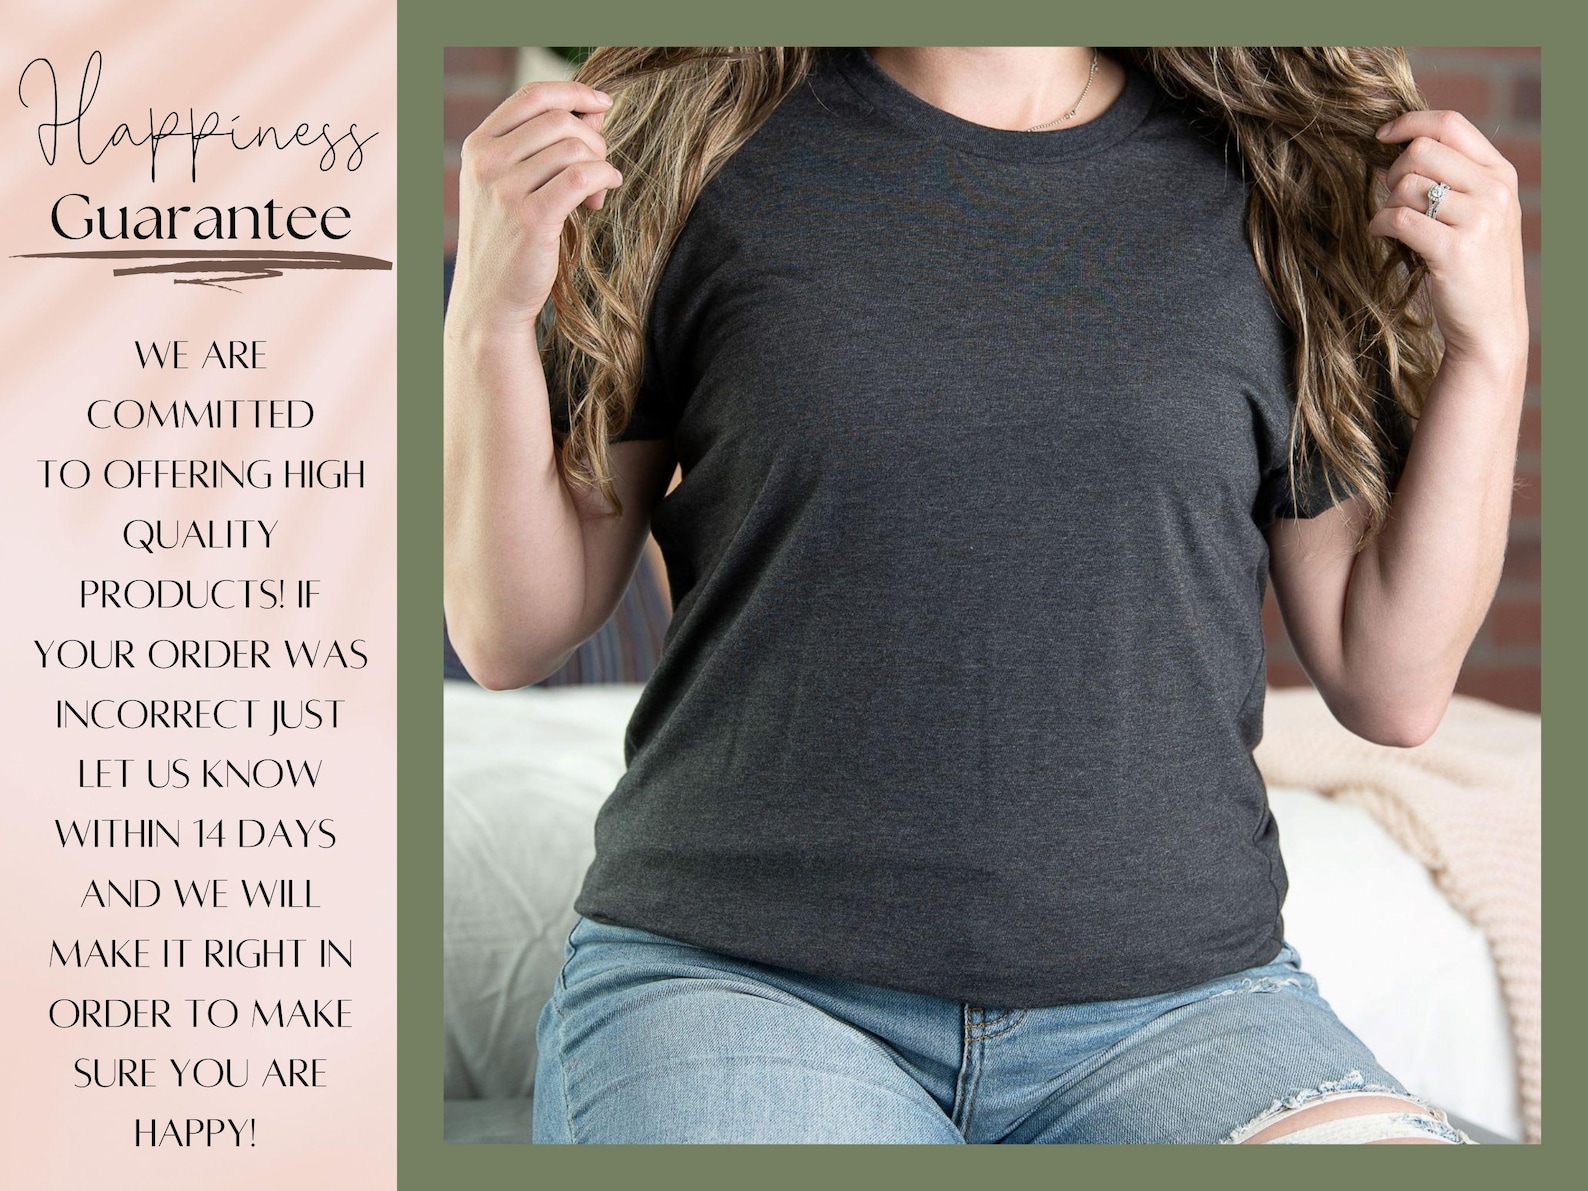 Happiness
Guarantee
WE ARE
COMMITTED
TO OFFERING HIGH
QUALITY
PRODUCTS! IF
YOUR ORDER WAS
INCORRECT JUST
LET US KNOW
WITHIN 14 DAYS
AND WE WILL
MAKE IT RIGHT IN
ORDER TO MAKE
SURE YOU ARE
HAPPY!